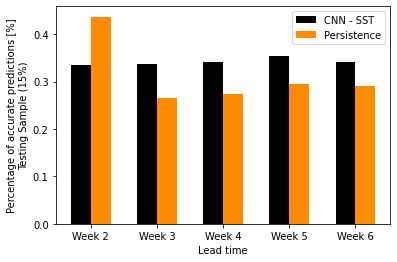 Percentage of accurate predictions [%]
Testing Sample (15%)
0.4
0.3
0.2
0.1
0.0
CNN - SST
Persistence
Week 2 Week 3 Week 4 Week 5 Week 6
Lead time